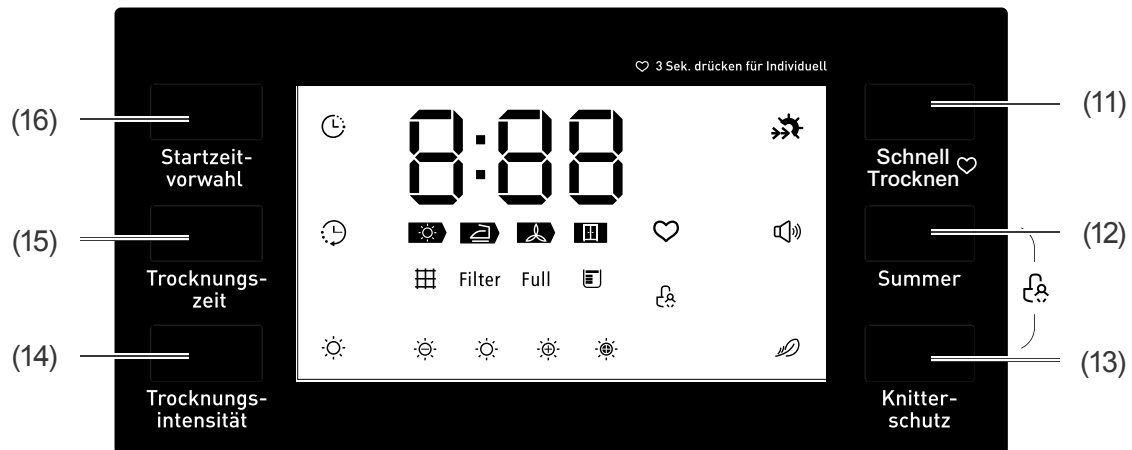 ♡ 3 Sek. drücken für Individuell
(16)
Startzeit-
vorwahl
(15)
Trocknungs-
zeit
(14)
Trocknungs-
intensität
8:88
Filter Full
(11)
Schnell
Trocknen♡
(12)
Summer
(13)
Knitter-
schutz